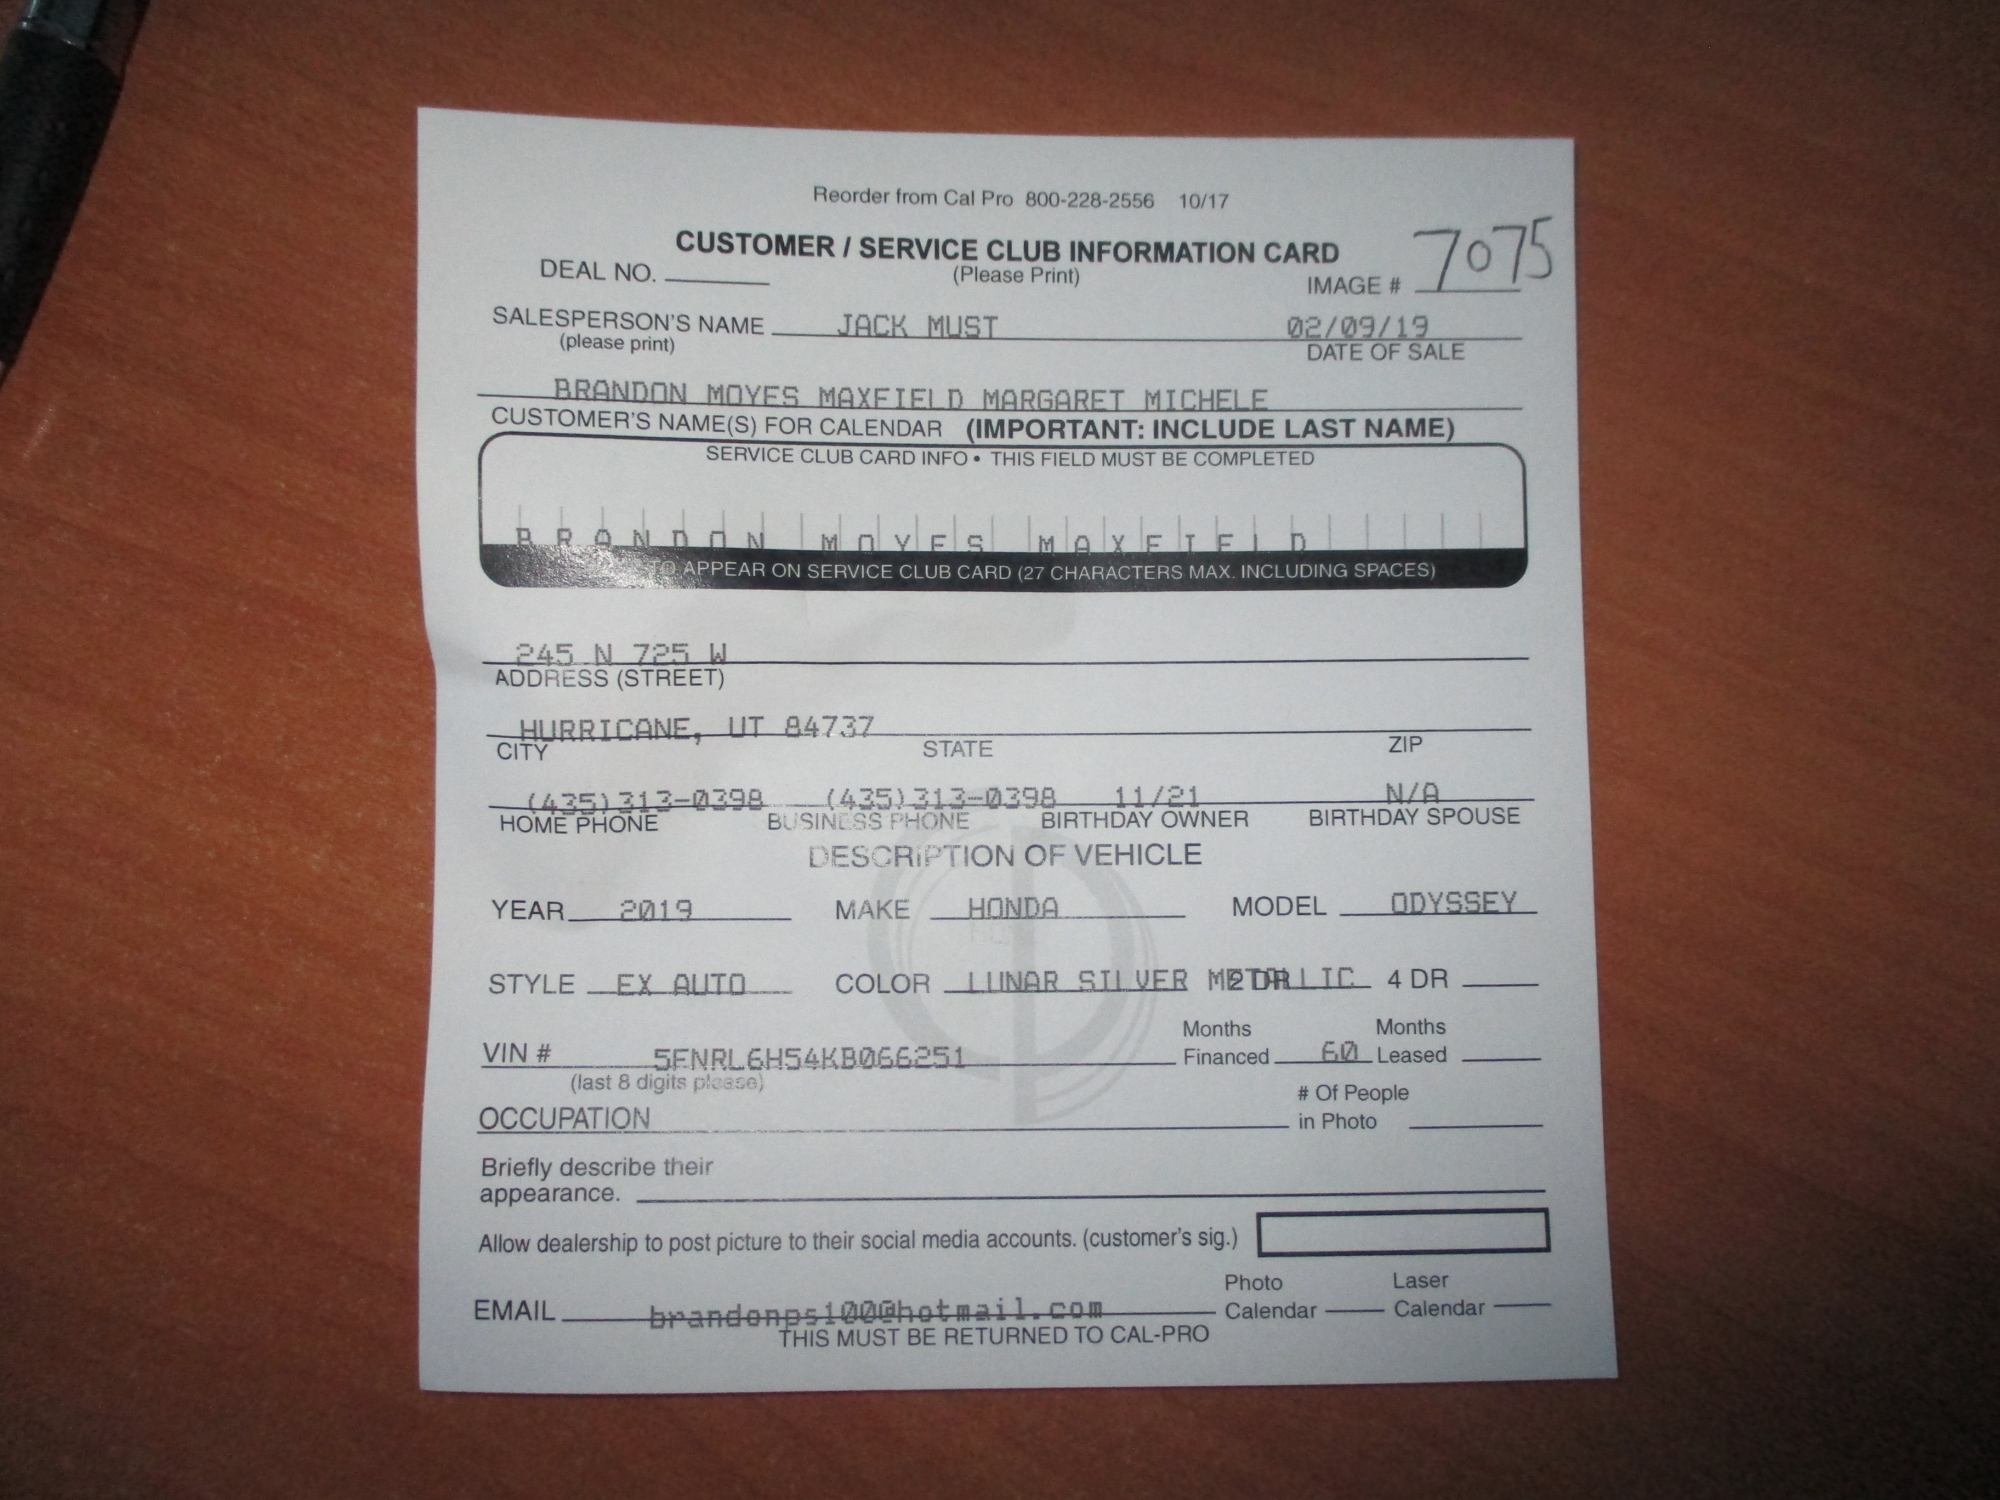 Reorder from Cal Pro 800-228-2556 10/17
CUSTOMER / SERVICE CLUB INFORMATION CARD
DEAL NO. (Please Print) IMAGE # 7075
SALESPERSON'S NAME JACK MUST 02/09/19
(please print) DATE OF SALE
BRANDON MOYES MAXFIELD MARGARET MICHELE
CUSTOMER'S NAME(S) FOR CALENDAR (IMPORTANT: INCLUDE LAST NAME)
SERVICE CLUB CARD INFO • THIS FIELD MUST BE COMPLETED
BRANDON MOYES MAXFIELD
TO APPEAR ON SERVICE CLUB CARD (27 CHARACTERS MAX. INCLUDING SPACES)
245 N 725 W
ADDRESS (STREET)
HURRICANE, UT 84737
CITY STATE ZIP
(435)313-0398 (435)313-0398 11/21 N/A
HOME PHONE BUSINESS PHONE BIRTHDAY OWNER BIRTHDAY SPOUSE
DESCRIPTION OF VEHICLE
YEAR 2019 MAKE HONDA MODEL ODYSSEY
STYLE EX AUTO COLOR LUNAR SILVER METALLIC 2 DR 4 DR
Months Months
VIN # 5FNRL6H54KB066251 Financed 60 Leased
(last 8 digits please)
# Of People
OCCUPATION in Photo
Briefly describe their
appearance.
Allow dealership to post picture to their social media accounts. (customer's sig.)
Photo Laser
EMAIL brandonps100@hotmail.com Calendar Calendar
THIS MUST BE RETURNED TO CAL-PRO